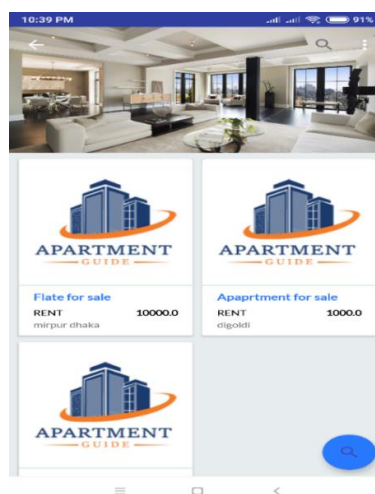 10:39 PM
91%
APARTMENT
GUIDE
Flate for sale
RENT 10000.0
mirpur dhaka
APARTMENT
GUIDE
Apaprtment for sale
RENT 1000.0
digoldi
APARTMENT
GUIDE